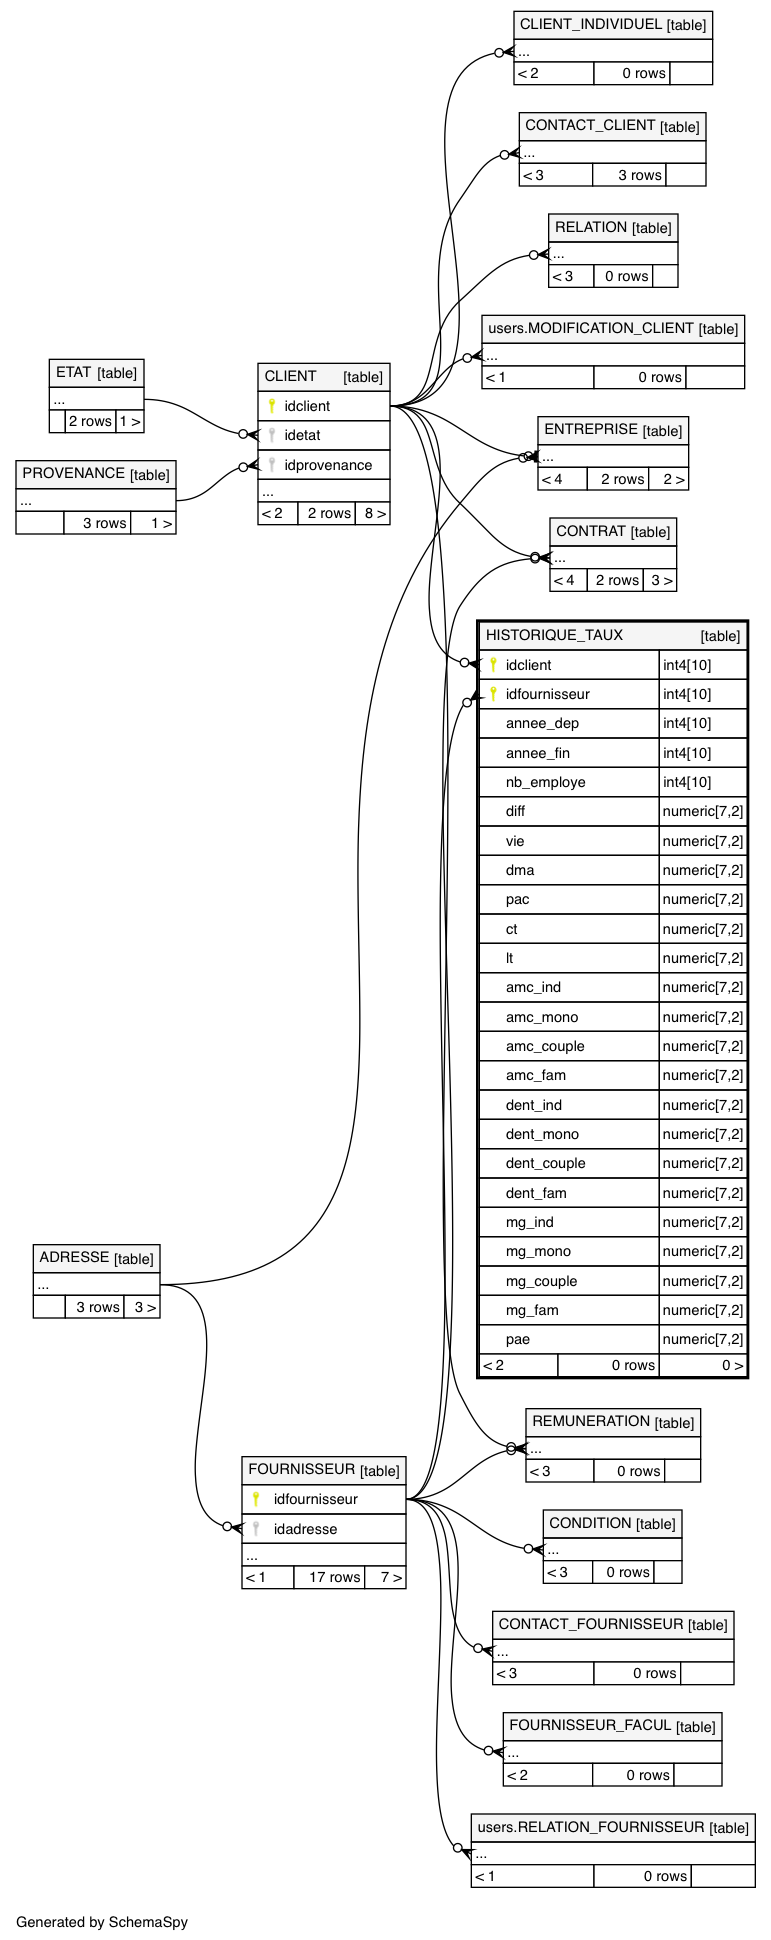 CLIENT_INDIVIDUEL [table]
...
< 2 0 rows
CONTACT_CLIENT [table]
...
< 3 3 rows
RELATION [table]
...
< 3 0 rows
users.MODIFICATION_CLIENT [table]
...
< 1 0 rows
ETAT [table]
...
2 rows 1 >
PROVENANCE [table]
...
3 rows 1 >
CLIENT [table]
idclient
idetat
idprovenance
...
< 2 2 rows 8 >
ENTREPRISE [table]
...
< 4 2 rows 2 >
CONTRAT [table]
...
< 4 2 rows 3 >
HISTORIQUE_TAUX [table]
idclient int4[10]
idfournisseur int4[10]
annee_dep int4[10]
annee_fin int4[10]
nb_employe int4[10]
diff numeric[7,2]
vie numeric[7,2]
dma numeric[7,2]
pac numeric[7,2]
ct numeric[7,2]
lt numeric[7,2]
amc_ind numeric[7,2]
amc_mono numeric[7,2]
amc_couple numeric[7,2]
amc_fam numeric[7,2]
dent_ind numeric[7,2]
dent_mono numeric[7,2]
dent_couple numeric[7,2]
dent_fam numeric[7,2]
mg_ind numeric[7,2]
mg_mono numeric[7,2]
mg_couple numeric[7,2]
mg_fam numeric[7,2]
pae numeric[7,2]
< 2 0 rows 0 >
ADRESSE [table]
...
3 rows 3 >
FOURNISSEUR [table]
idfournisseur
idadresse
...
< 1 17 rows 7 >
REMUNERATION [table]
...
< 3 0 rows
CONDITION [table]
...
< 3 0 rows
CONTACT_FOURNISSEUR [table]
...
< 3 0 rows
FOURNISSEUR_FACUL [table]
...
< 2 0 rows
users.RELATION_FOURNISSEUR [table]
...
< 1 0 rows
Generated by SchemaSpy